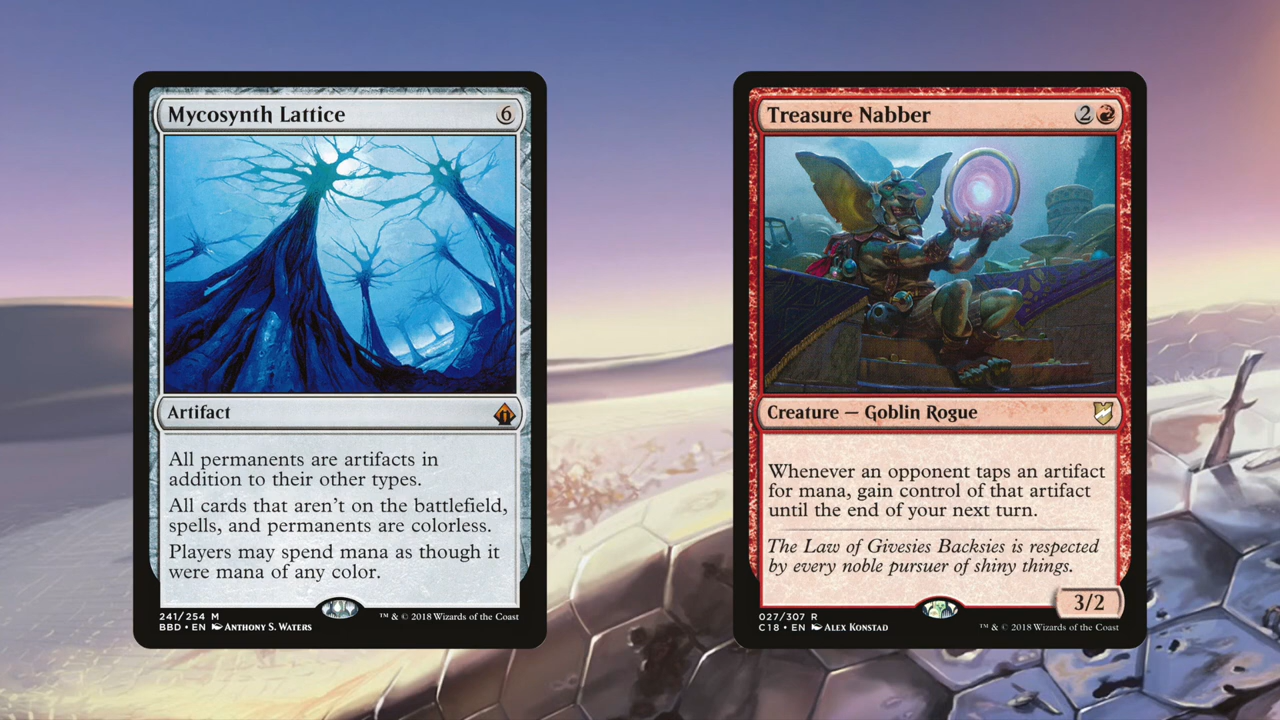 Mycosynth Lattice 6
Artifact
All permanents are artifacts in
addition to their other types.
All cards that aren't on the battlefield,
spells, and permanents are colorless.
Players may spend mana as though it
were mana of any color.
241/254 M
BBD • EN Anthony S. Waters
™ & © 2018 Wizards of the Coast
Treasure Nabber 2
Creature — Goblin Rogue
Whenever an opponent taps an artifact
for mana, gain control of that artifact
until the end of your next turn.
The Law of Givesies Backsies is respected
by every noble pursuer of shiny things.
3/2
027/307 R
C18 • EN Alex Konstad
™ & © 2018 Wizards of the Coast